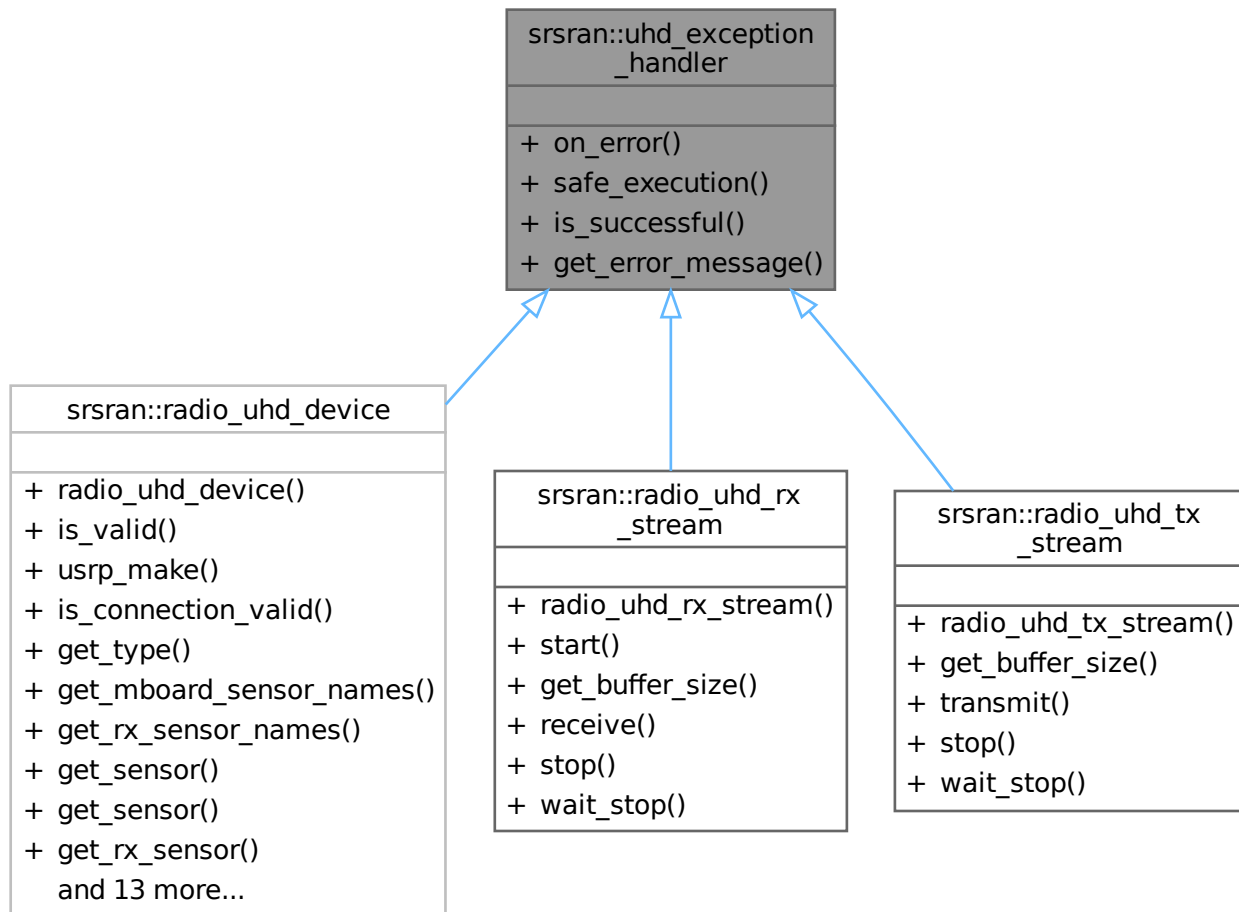 srsran::uhd_exception
_handler
+ on_error()
+ safe_execution()
+ is_successful()
+ get_error_message()
srsran::radio_uhd_device
+ radio_uhd_device()
+ is_valid()
+ usrp_make()
+ is_connection_valid()
+ get_type()
+ get_mboard_sensor_names()
+ get_rx_sensor_names()
+ get_sensor()
+ get_sensor()
+ get_rx_sensor()
and 13 more...
srsran::radio_uhd_rx
_stream
+ radio_uhd_rx_stream()
+ start()
+ get_buffer_size()
+ receive()
+ stop()
+ wait_stop()
srsran::radio_uhd_tx
_stream
+ radio_uhd_tx_stream()
+ get_buffer_size()
+ transmit()
+ stop()
+ wait_stop()